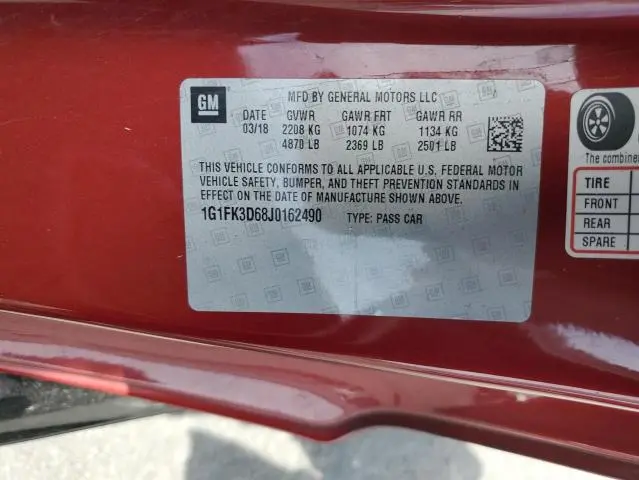 GM
MFD BY GENERAL MOTORS LLC
DATE GVWR GAWR FRT GAWR RR
03/18 2208 KG 1074 KG 1134 KG
4870 LB 2369 LB 2501 LB
THIS VEHICLE CONFORMS TO ALL APPLICABLE U.S. FEDERAL MOTOR
VEHICLE SAFETY, BUMPER, AND THEFT PREVENTION STANDARDS IN
EFFECT ON THE DATE OF MANUFACTURE SHOWN ABOVE.
1G1FK3D68J0162490 TYPE: PASS CAR
The combine
TIRE
FRONT
REAR
SPARE